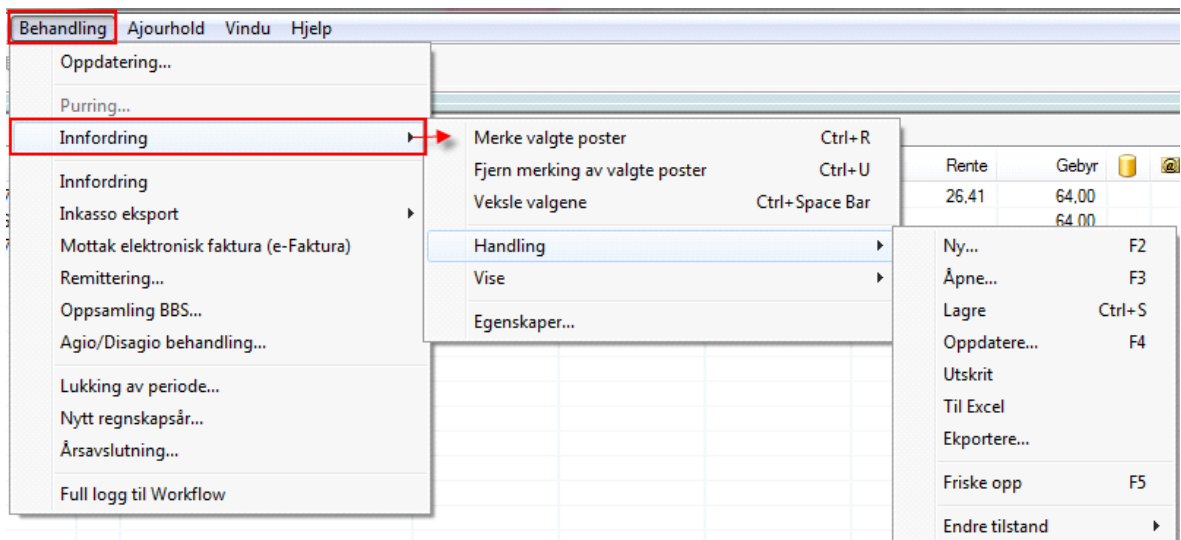 Behandling Ajourhold Vindu Hjelp
Oppdatering...
Purring...
Innfordring
Innfordring
Inkasso eksport
Mottak elektronisk faktura (e-Faktura)
Remittering...
Oppsamling BBS...
Agio/Disagio behandling...
Lukking av periode...
Nytt regnskapsår...
Årsavslutning...
Full logg til Workflow
Merke valgte poster Ctrl+R
Fjern merking av valgte poster Ctrl+U
Veksle valgene Ctrl+Space Bar
Handling
Vise
Egenskaper...
Rente Gebyr
26,41 64,00
64,00
Ny... F2
Åpne... F3
Lagre Ctrl+S
Oppdatere... F4
Utskrit
Til Excel
Ekportere...
Friske opp F5
Endre tilstand